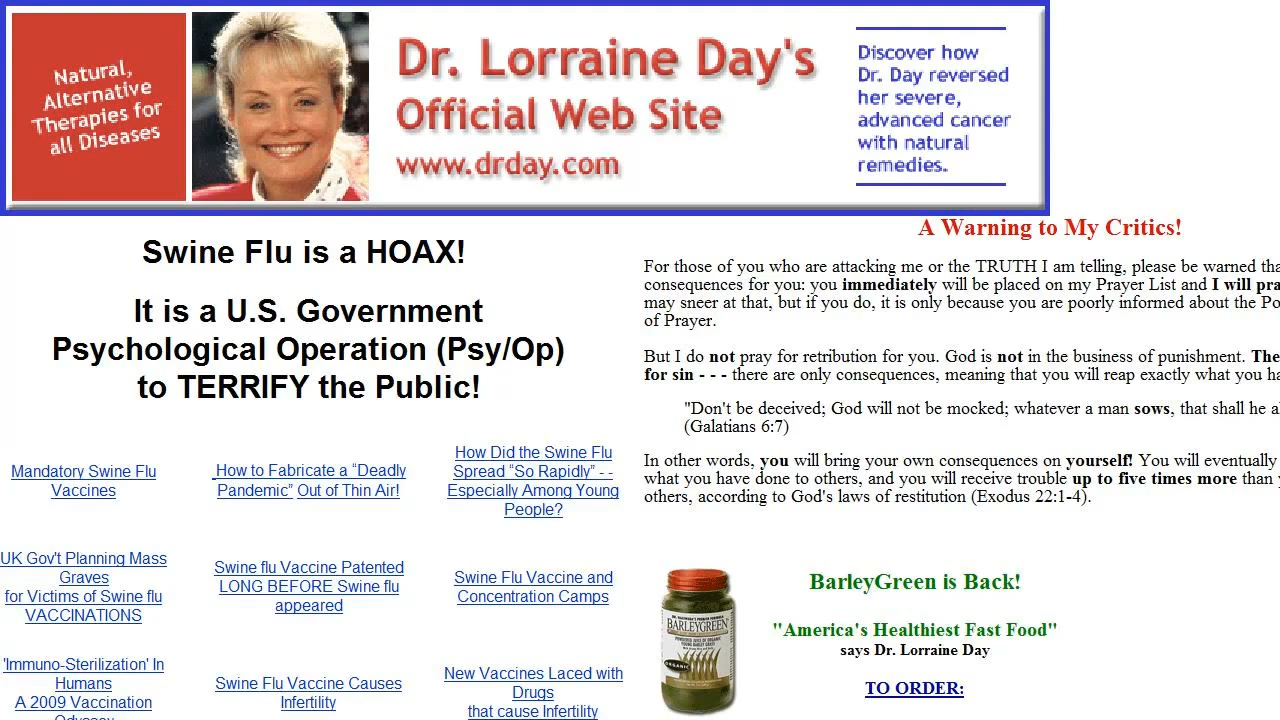 Natural,
Alternative
Therapies for
all Diseases
Dr. Lorraine Day's
Official Web Site
www.drday.com
Discover how
Dr. Day reversed
her severe,
advanced cancer
with natural
remedies.
Swine Flu is a HOAX!
It is a U.S. Government
Psychological Operation (Psy/Op)
to TERRIFY the Public!
Mandatory Swine Flu
Vaccines
How to Fabricate a “Deadly
Pandemic” Out of Thin Air!
How Did the Swine Flu
Spread “So Rapidly” - -
Especially Among Young
People?
UK Gov't Planning Mass
Graves
for Victims of Swine flu
VACCINATIONS
Swine flu Vaccine Patented
LONG BEFORE Swine flu
appeared
Swine Flu Vaccine and
Concentration Camps
'Immuno-Sterilization' In
Humans
A 2009 Vaccination
Odyssey
Swine Flu Vaccine Causes
Infertility
New Vaccines Laced with
Drugs
that cause Infertility
A Warning to My Critics!
For those of you who are attacking me or the TRUTH I am telling, please be warned
consequences for you: you immediately will be placed on my Prayer List and I will
may sneer at that, but if you do, it is only because you are poorly informed about the
of Prayer.
But I do not pray for retribution for you. God is not in the business of punishment.
for sin - - - there are only consequences, meaning that you will reap exactly what you
"Don't be deceived; God will not be mocked; whatever a man sows, that shall he
(Galatians 6:7)
In other words, you will bring your own consequences on yourself! You will eventually
what you have done to others, and you will receive trouble up to five times more than
others, according to God's laws of restitution (Exodus 22:1-4).
BARLEYGREEN
ORGANIC
BarleyGreen is Back!
"America's Healthiest Fast Food"
says Dr. Lorraine Day
TO ORDER: